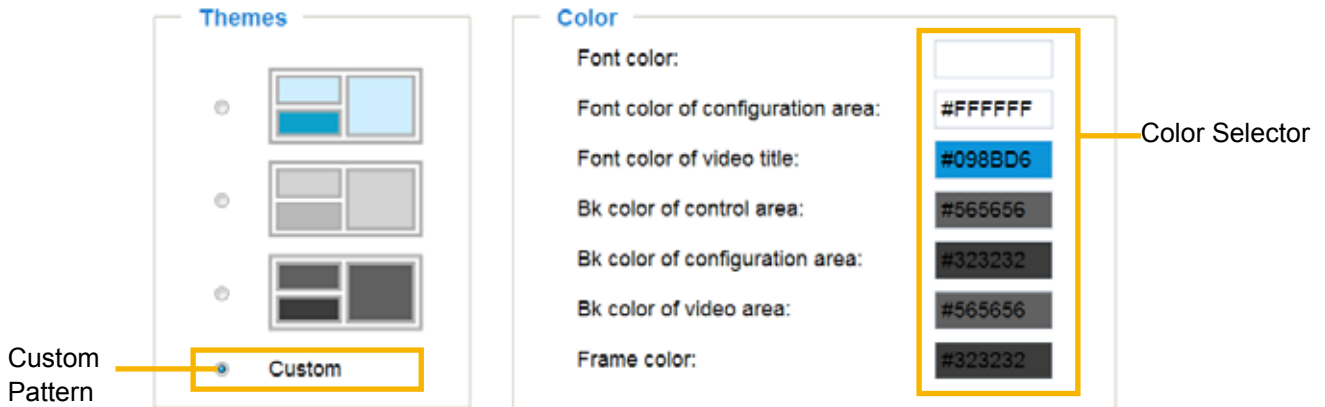 Themes
Custom
Custom
Pattern
Color
Font color:
Font color of configuration area: #FFFFFF
Font color of video title: #098BD6
Bk color of control area: #565656
Bk color of configuration area: #323232
Bk color of video area: #565656
Frame color: #323232
Color Selector